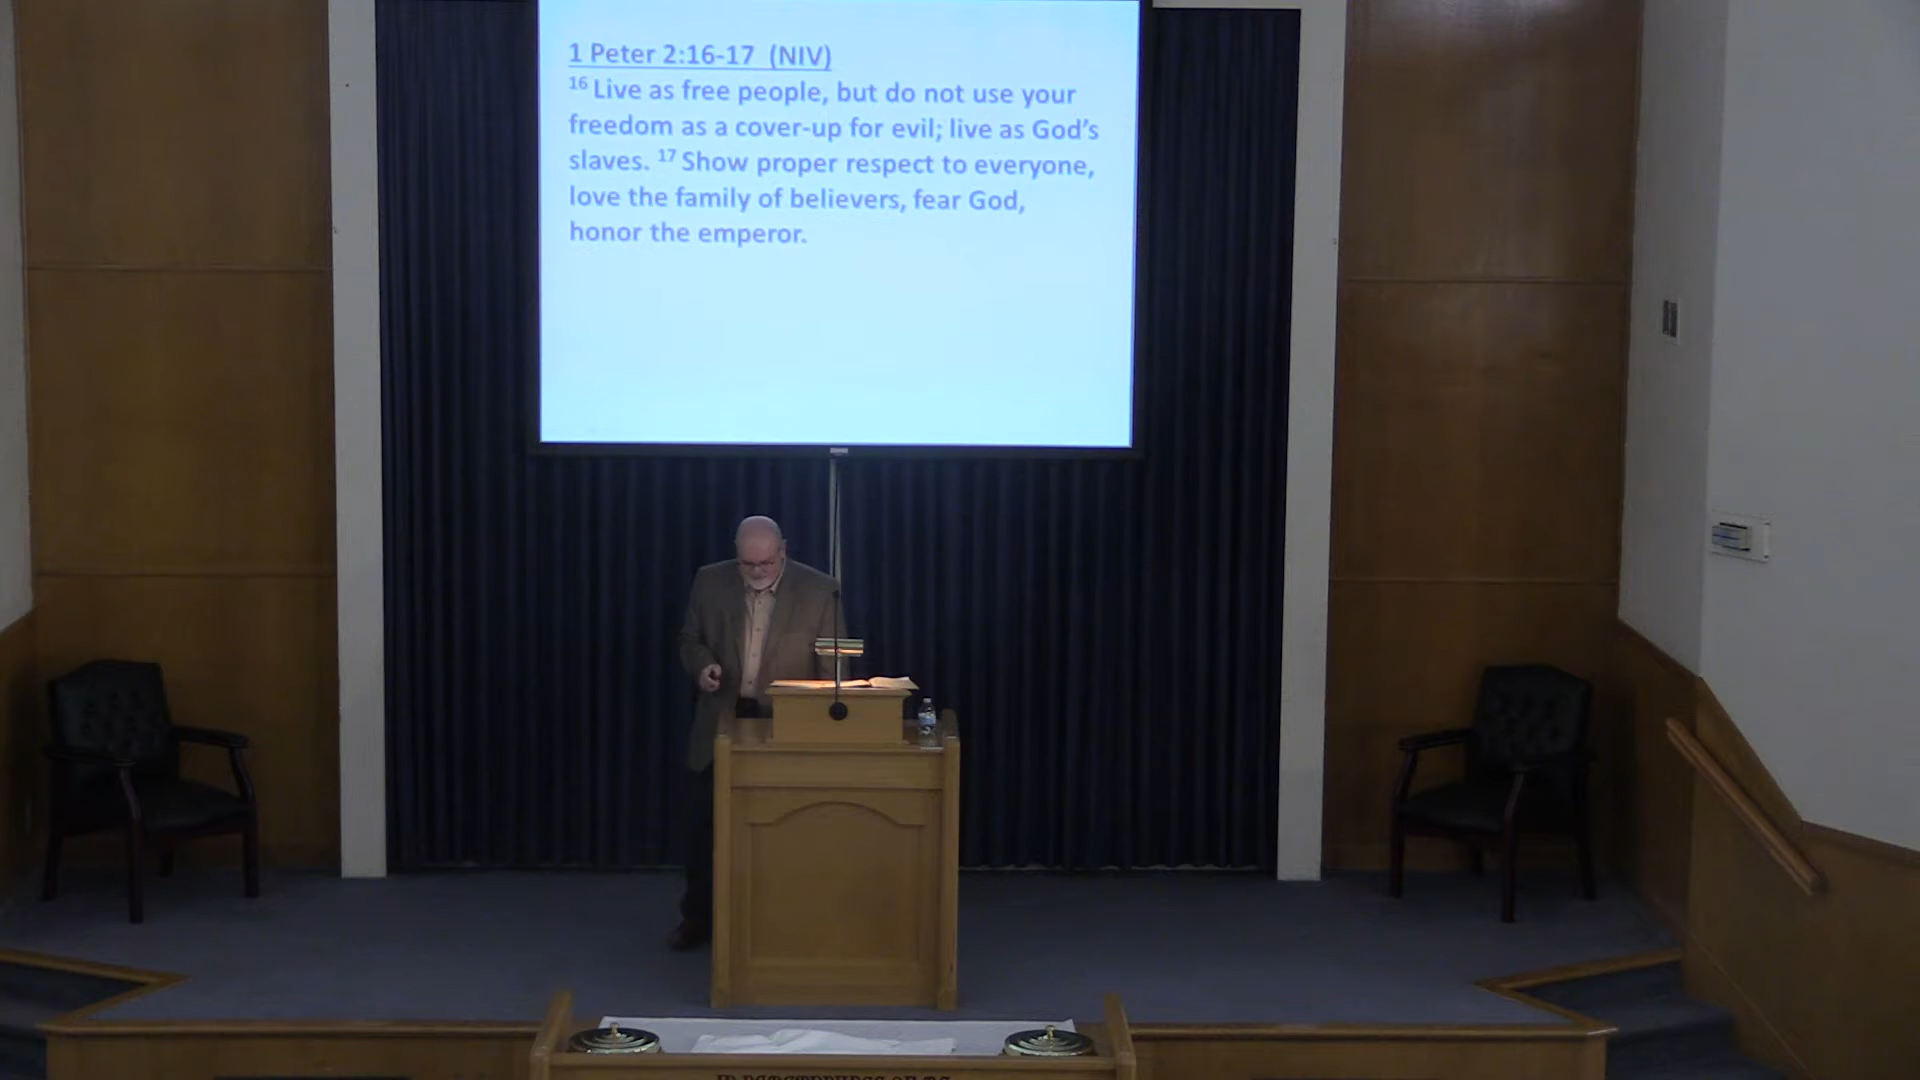 1 Peter 2:16-17 (NIV)
16 Live as free people, but do not use your
freedom as a cover-up for evil; live as God's
slaves. 17 Show proper respect to everyone,
love the family of believers, fear God,
honor the emperor.